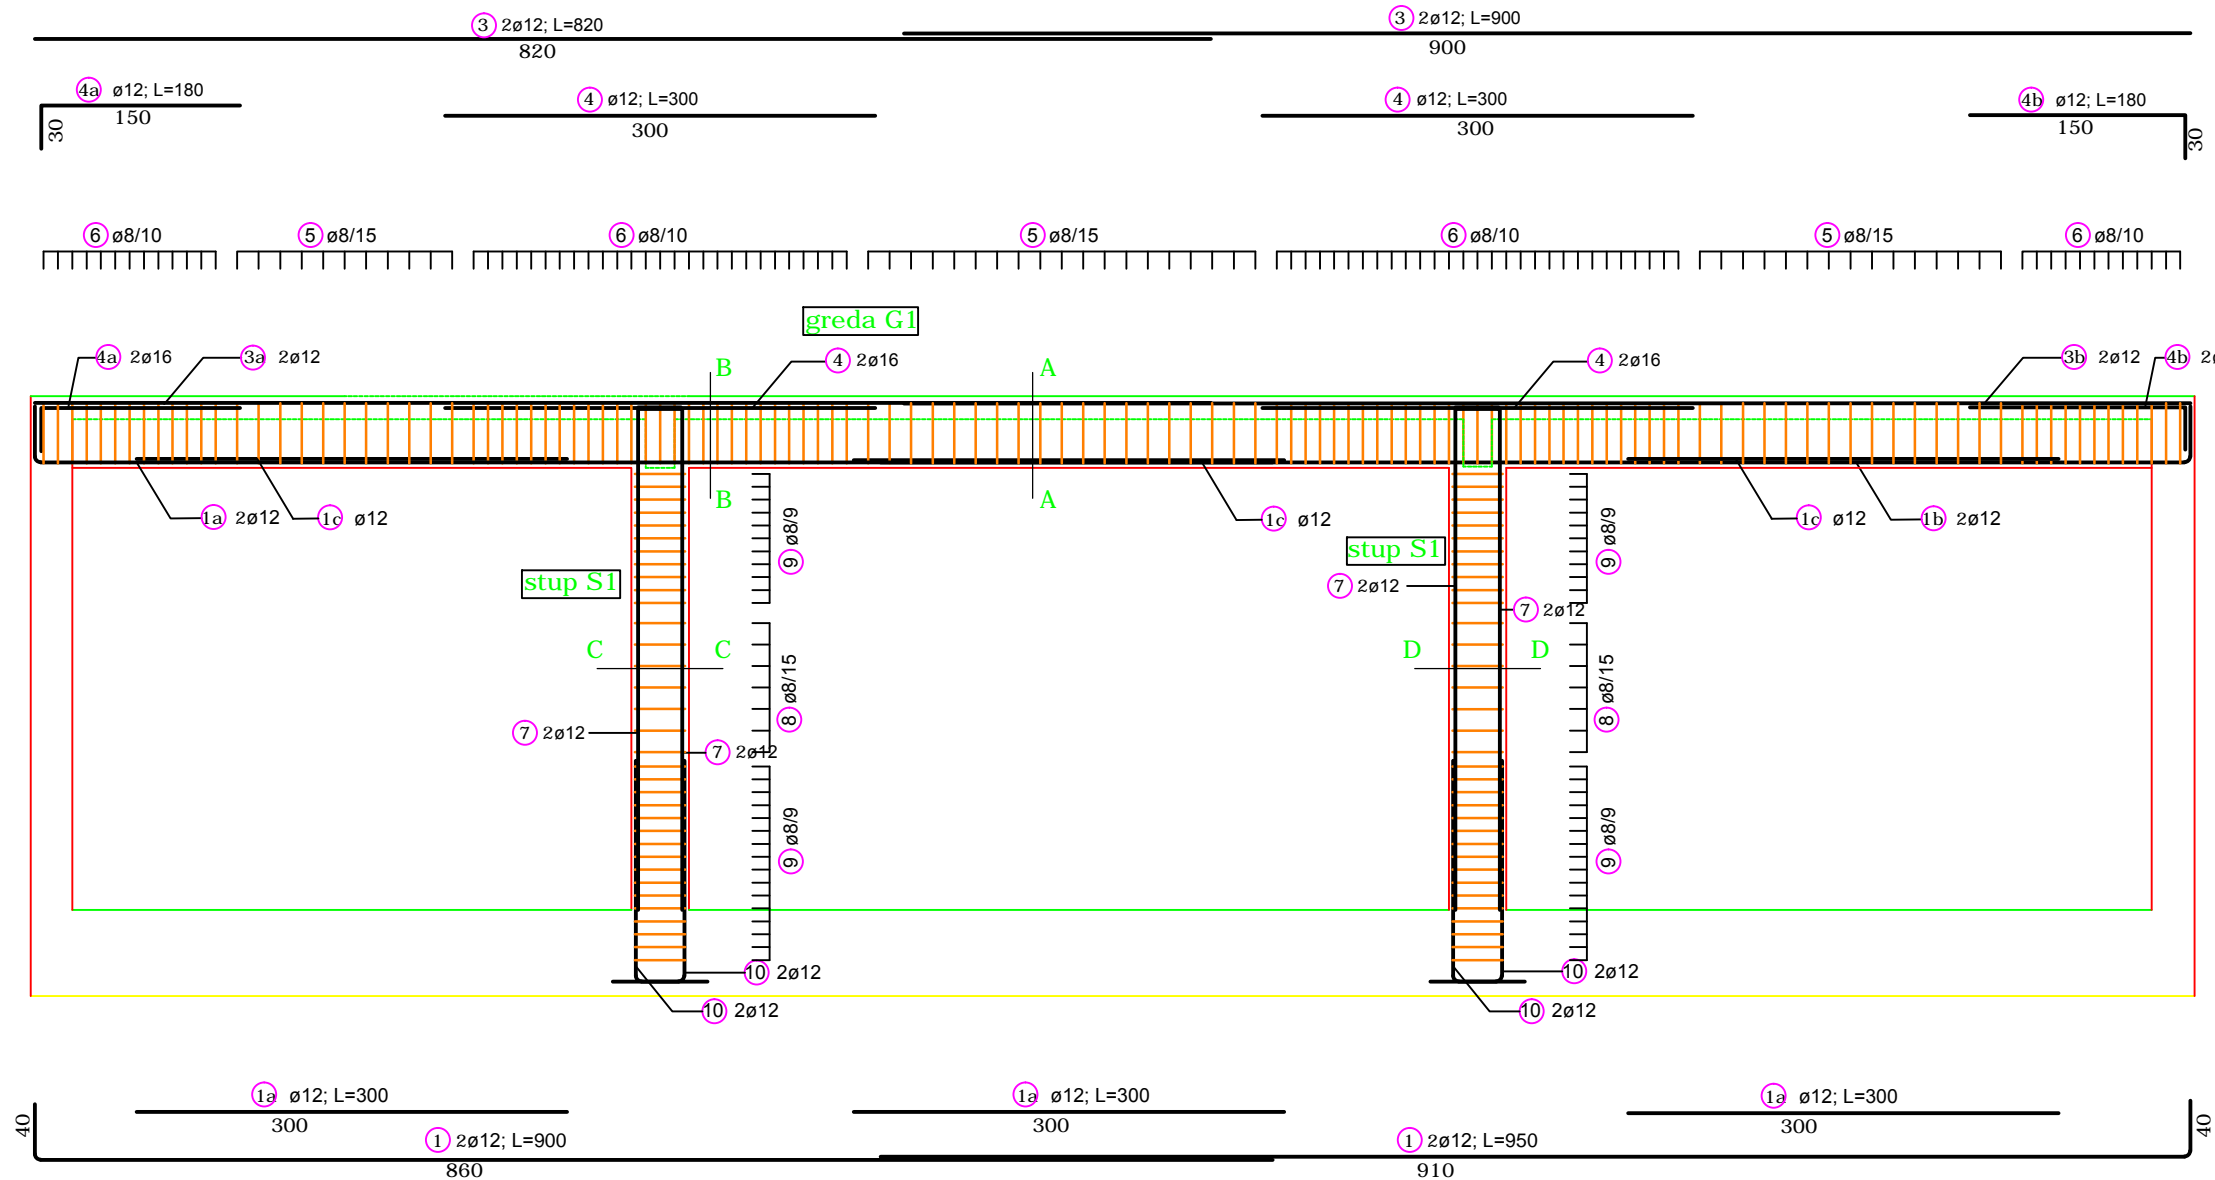 3 2ø12; L=820
820
3 2ø12; L=900
900
4a ø12; L=180
150
30
4 ø12; L=300
300
4 ø12; L=300
300
4b ø12; L=180
150
30
6 ø8/10
5 ø8/15
6 ø8/10
5 ø8/15
6 ø8/10
5 ø8/15
6 ø8/10
greda G1
4a 2ø16
3a 2ø12
B
4 2ø16
A
4 2ø16
3b 2ø12
4b 2ø
1a 2ø12
1c ø12
B
A
1c ø12
1c ø12
1b 2ø12
9 ø8/9
9 ø8/9
stup S1
stup S1
7 2ø12
7 2ø12
C
C
D
D
8 ø8/15
8 ø8/15
7 2ø12
7 2ø12
9 ø8/9
9 ø8/9
10 2ø12
10 2ø12
10 2ø12
10 2ø12
1a ø12; L=300
300
1a ø12; L=300
300
1a ø12; L=300
300
40
1 2ø12; L=900
860
1 2ø12; L=950
910
40